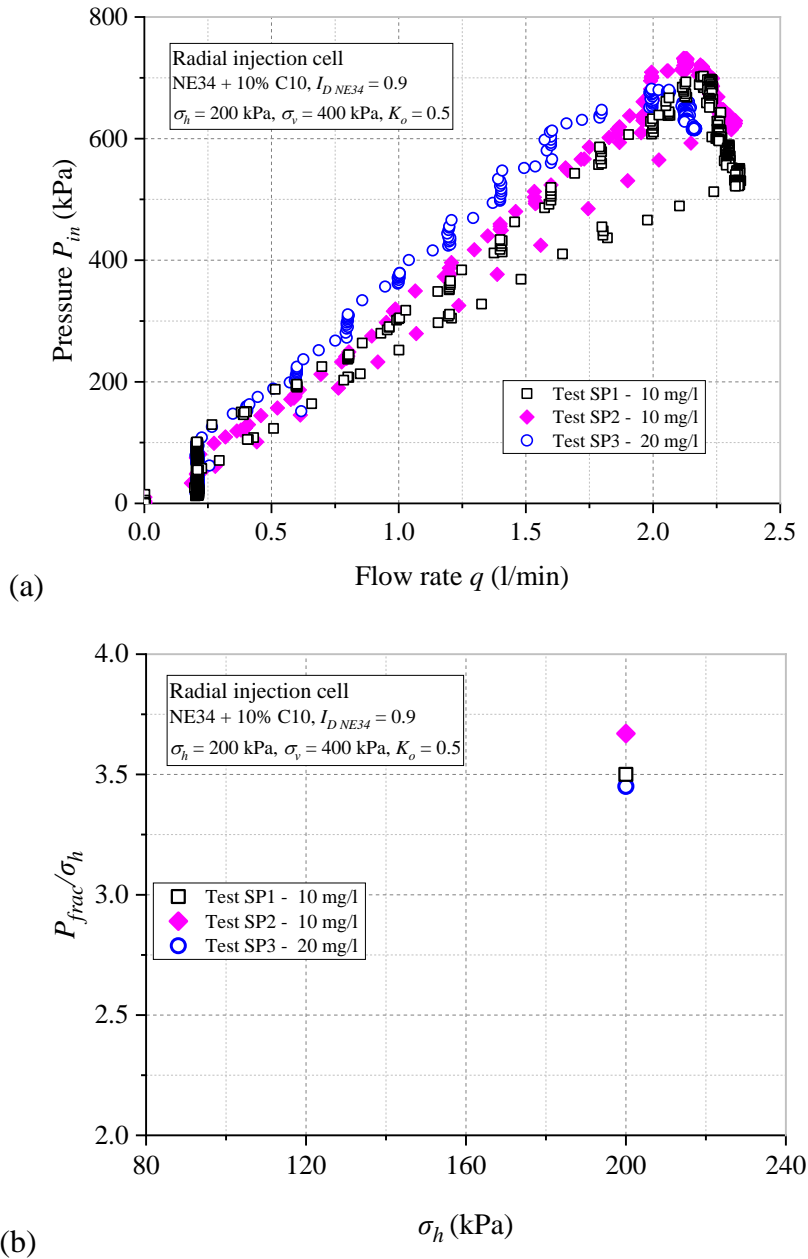 800
600
400
200
0
Pressure P_in (kPa)
Radial injection cell
NE34 + 10% C10, I_D NE34 = 0.9
σ_h = 200 kPa, σ_v = 400 kPa, K_o = 0.5
Test SP1 - 10 mg/l
Test SP2 - 10 mg/l
Test SP3 - 20 mg/l
0.0 0.5 1.0 1.5 2.0 2.5
Flow rate q (l/min)
(a)
4.0
3.5
3.0
2.5
2.0
P_frac/σ_h
Radial injection cell
NE34 + 10% C10, I_D NE34 = 0.9
σ_h = 200 kPa, σ_v = 400 kPa, K_o = 0.5
Test SP1 - 10 mg/l
Test SP2 - 10 mg/l
Test SP3 - 20 mg/l
80 120 160 200 240
σ_h (kPa)
(b)